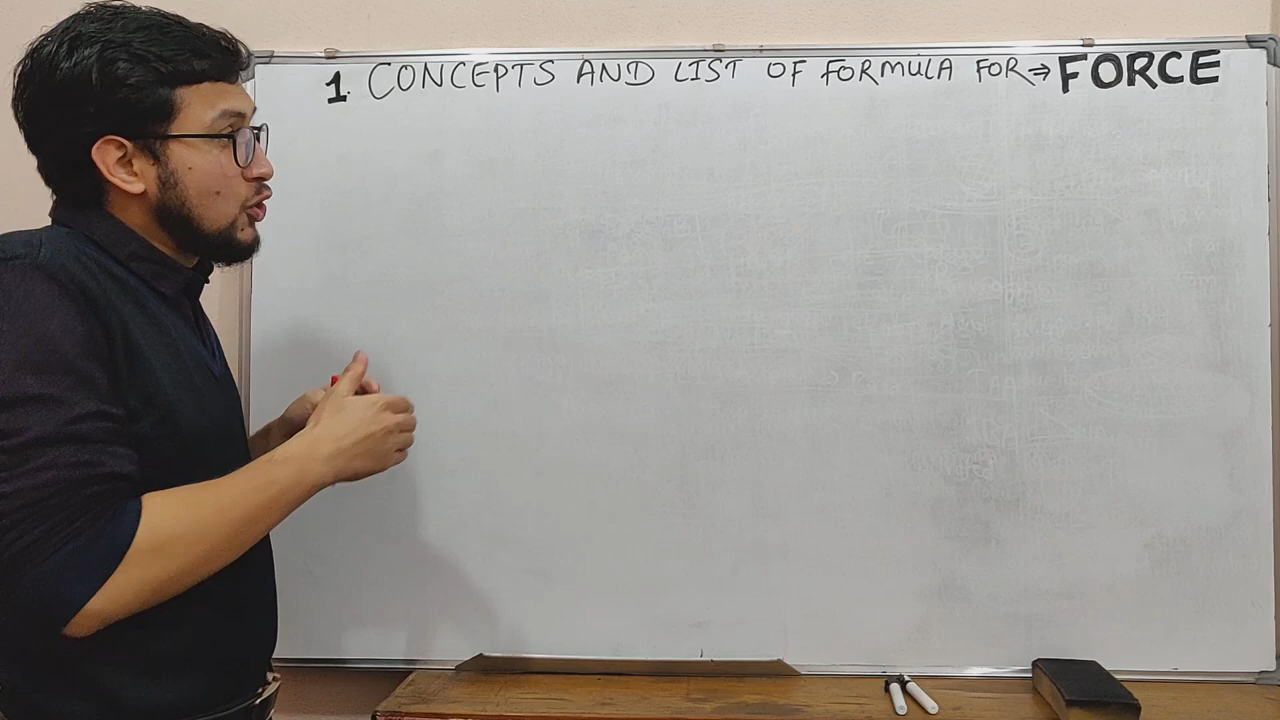 1. CONCEPTS AND LIST OF FORMULA FOR ⇒ FORCE